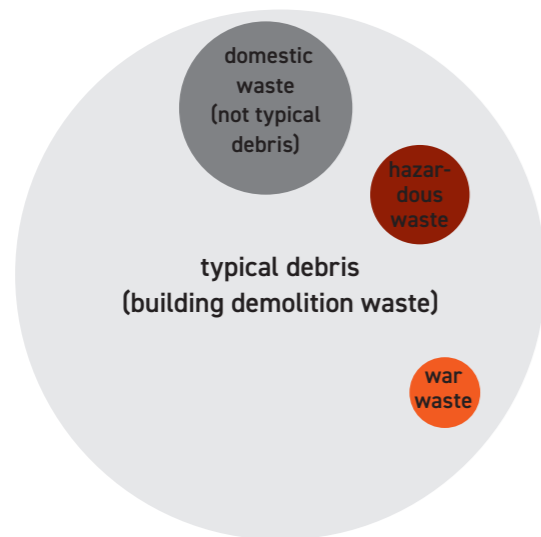 domestic
waste
(not typical
debris)
hazar-
dous
waste
typical debris
(building demolition waste)
war
waste